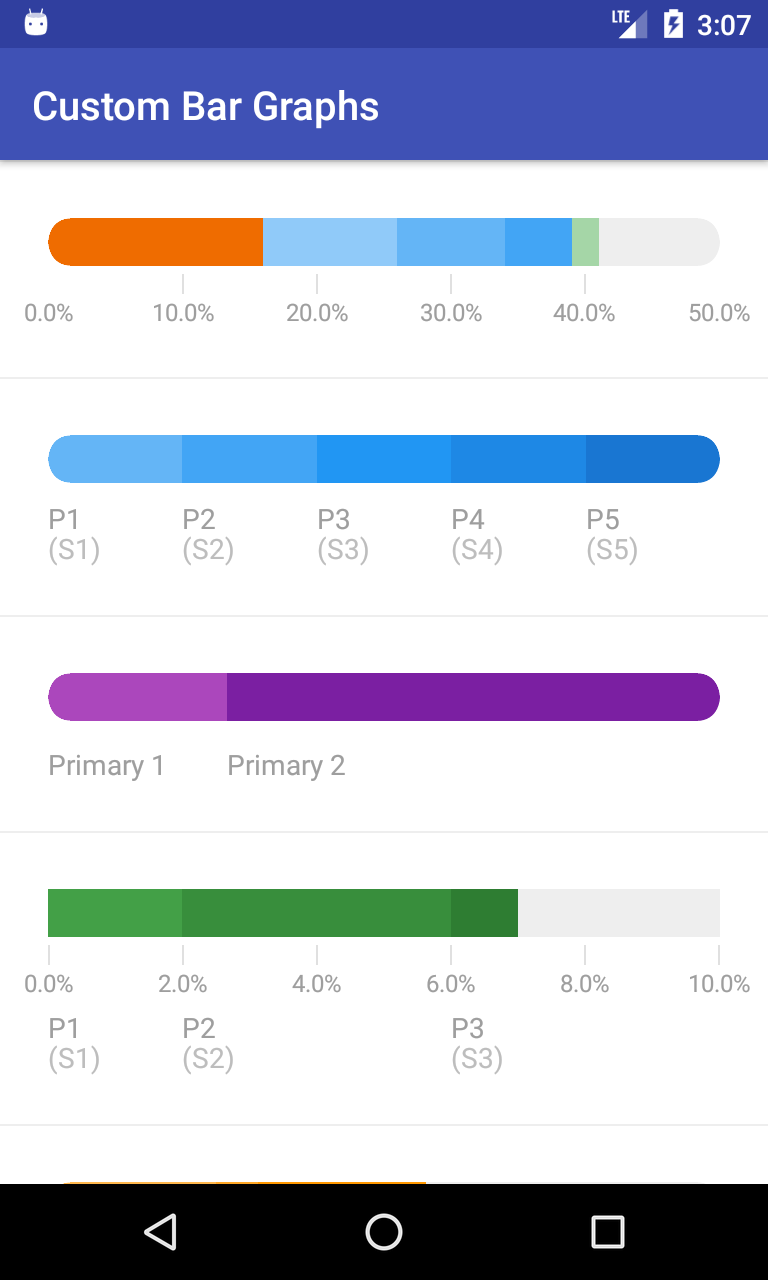 LTE 3:07
Custom Bar Graphs
0.0% 10.0% 20.0% 30.0% 40.0% 50.0%
P1 P2 P3 P4 P5
(S1) (S2) (S3) (S4) (S5)
Primary 1 Primary 2
0.0% 2.0% 4.0% 6.0% 8.0% 10.0%
P1 P2 P3
(S1) (S2) (S3)